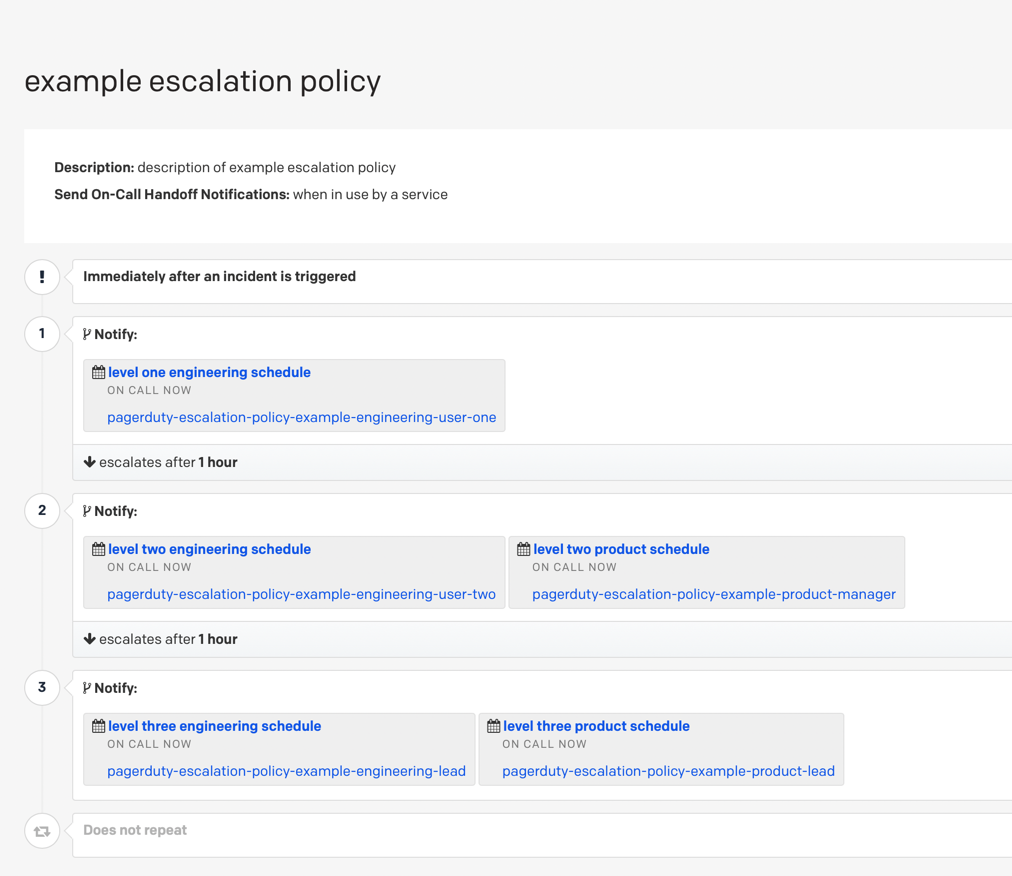 example escalation policy
Description: description of example escalation policy
Send On-Call Handoff Notifications: when in use by a service
! Immediately after an incident is triggered
1 Notify:
level one engineering schedule
ON CALL NOW
pagerduty-escalation-policy-example-engineering-user-one
escalates after 1 hour
2 Notify:
level two engineering schedule
ON CALL NOW
pagerduty-escalation-policy-example-engineering-user-two
level two product schedule
ON CALL NOW
pagerduty-escalation-policy-example-product-manager
escalates after 1 hour
3 Notify:
level three engineering schedule
ON CALL NOW
pagerduty-escalation-policy-example-engineering-lead
level three product schedule
ON CALL NOW
pagerduty-escalation-policy-example-product-lead
Does not repeat